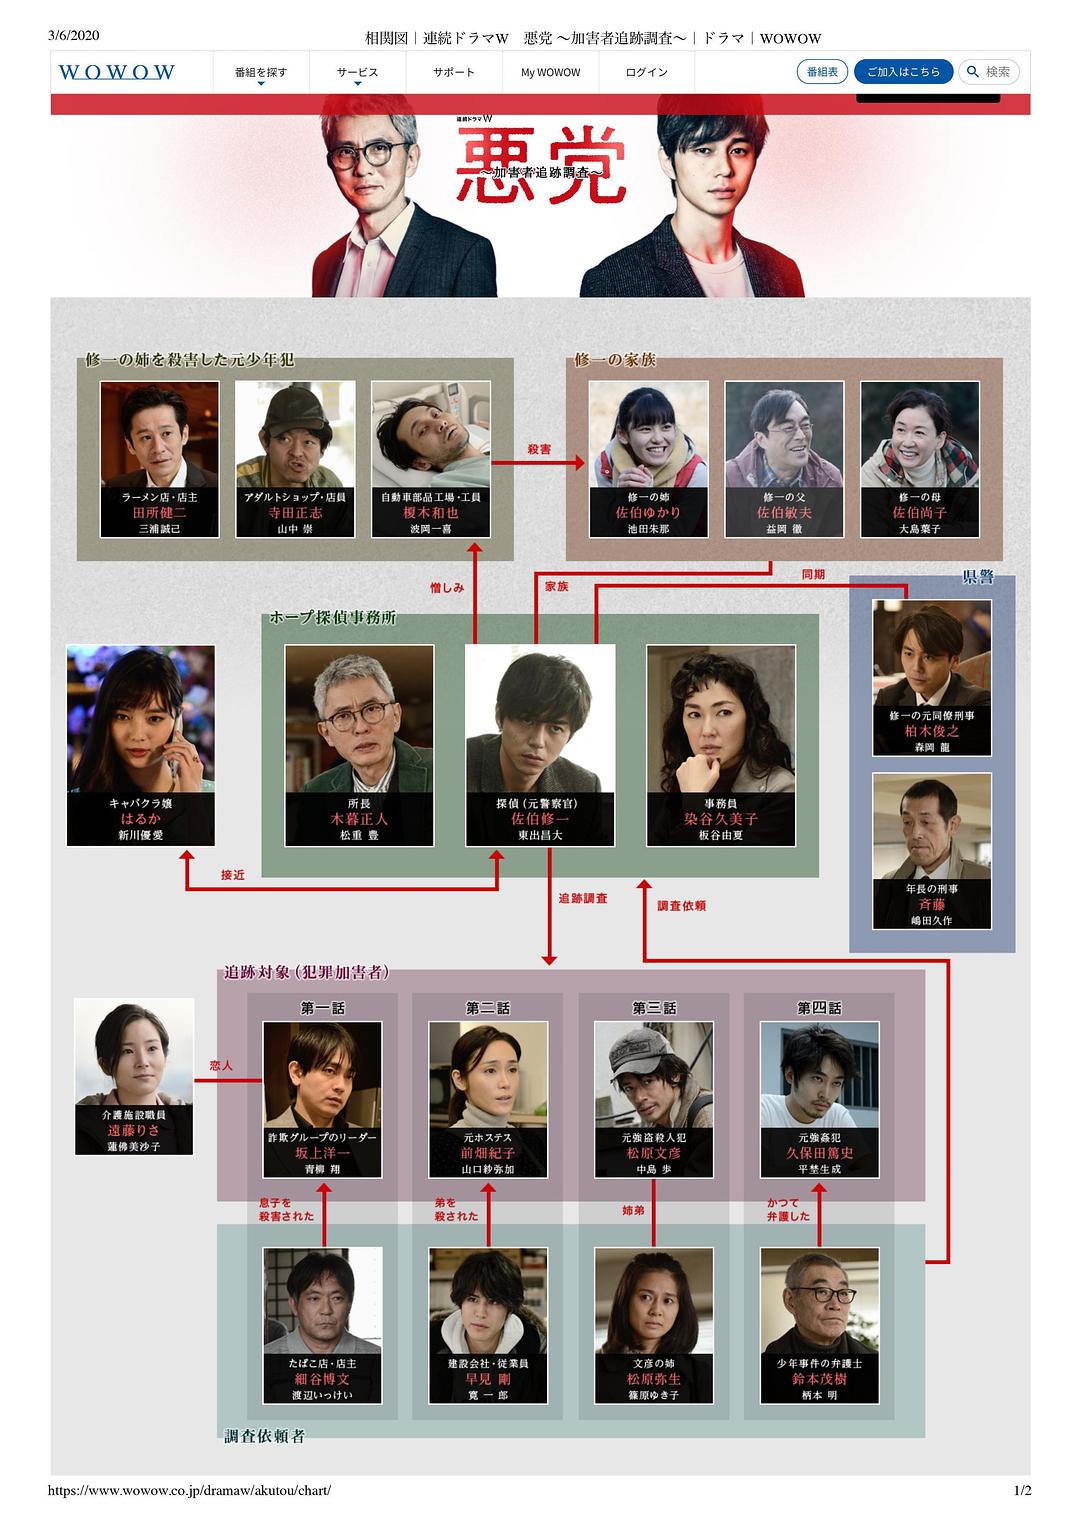 3/6/2020
相関図｜連続ドラマW　悪党 ～加害者追跡調査～｜ドラマ｜WOWOW
WOWOW
番組を探す
サービス
サポート
My WOWOW
ログイン
番組表
ご加入はこちら
検索
連続ドラマW
悪党
～加害者追跡調査～
修一の姉を殺害した元少年犯
ラーメン店・店主
田所健二
三浦誠己
アダルトショップ・店員
寺田正志
山中 崇
自動車部品工場・工員
榎木和也
波岡一喜
殺害
修一の家族
修一の姉
佐伯ゆかり
池田朱那
修一の父
佐伯敏夫
益岡 徹
修一の母
佐伯尚子
大島葉子
憎しみ
家族
同期
県警
修一の元同僚刑事
柏木俊之
森岡 龍
年長の刑事
斉藤
嶋田久作
ホープ探偵事務所
キャバクラ嬢
はるか
新川優愛
所長
木暮正人
松重 豊
探偵（元警察官）
佐伯修一
東出昌大
事務員
染谷久美子
板谷由夏
接近
追跡調査
調査依頼
追跡対象（犯罪加害者）
介護施設職員
遠藤りさ
蓮佛美沙子
恋人
第一話
詐欺グループのリーダー
坂上洋一
青柳 翔
第二話
元ホステス
前畑紀子
山口紗弥加
第三話
元強盗殺人犯
松原文彦
中島 歩
第四話
元強姦犯
久保田篤史
平埜生成
息子を
殺害された
弟を
殺された
姉弟
かつて
弁護した
たばこ店・店主
細谷博文
渡辺いっけい
建設会社・従業員
早見 剛
寛 一 郎
文彦の姉
松原弥生
篠原ゆき子
少年事件の弁護士
鈴本茂樹
柄本 明
調査依頼者
https://www.wowow.co.jp/dramaw/akutou/chart/
1/2